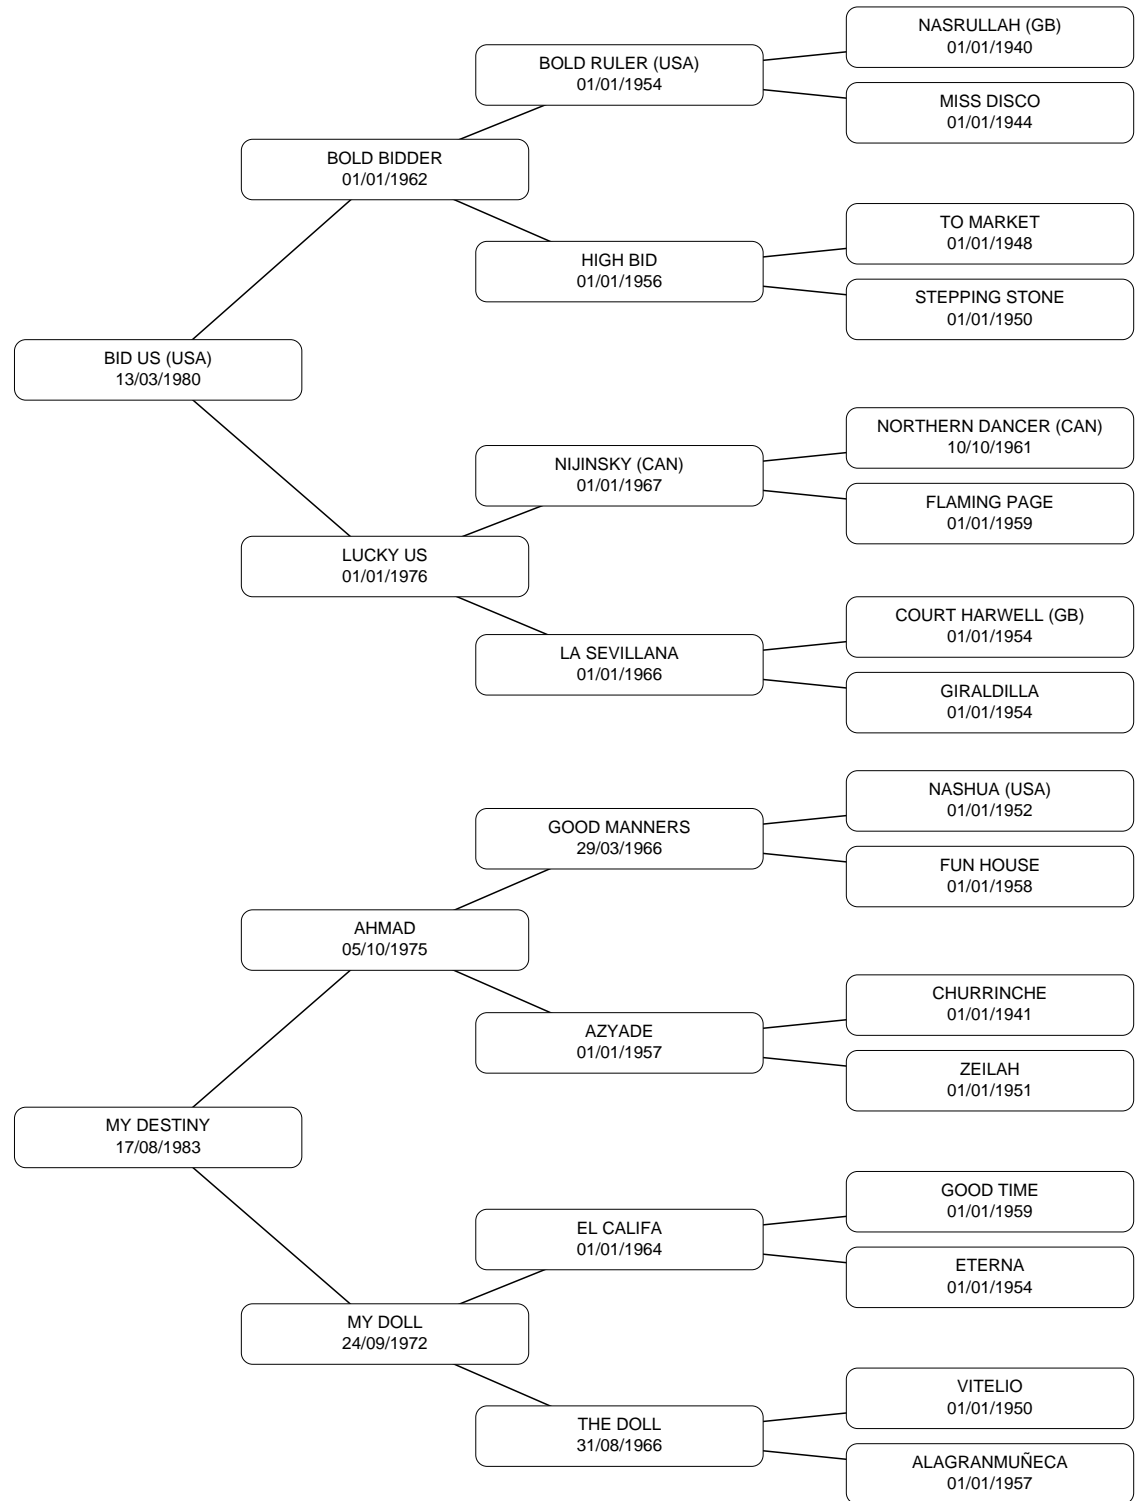 NASRULLAH (GB)
01/01/1940
BOLD RULER (USA)
01/01/1954
MISS DISCO
01/01/1944
BOLD BIDDER
01/01/1962
TO MARKET
01/01/1948
HIGH BID
01/01/1956
STEPPING STONE
01/01/1950
BID US (USA)
13/03/1980
NORTHERN DANCER (CAN)
10/10/1961
NIJINSKY (CAN)
01/01/1967
FLAMING PAGE
01/01/1959
LUCKY US
01/01/1976
COURT HARWELL (GB)
01/01/1954
LA SEVILLANA
01/01/1966
GIRALDILLA
01/01/1954
NASHUA (USA)
01/01/1952
GOOD MANNERS
29/03/1966
FUN HOUSE
01/01/1958
AHMAD
05/10/1975
CHURRINCHE
01/01/1941
AZYADE
01/01/1957
ZEILAH
01/01/1951
MY DESTINY
17/08/1983
GOOD TIME
01/01/1959
EL CALIFA
01/01/1964
ETERNA
01/01/1954
MY DOLL
24/09/1972
VITELIO
01/01/1950
THE DOLL
31/08/1966
ALAGRANMUÑECA
01/01/1957